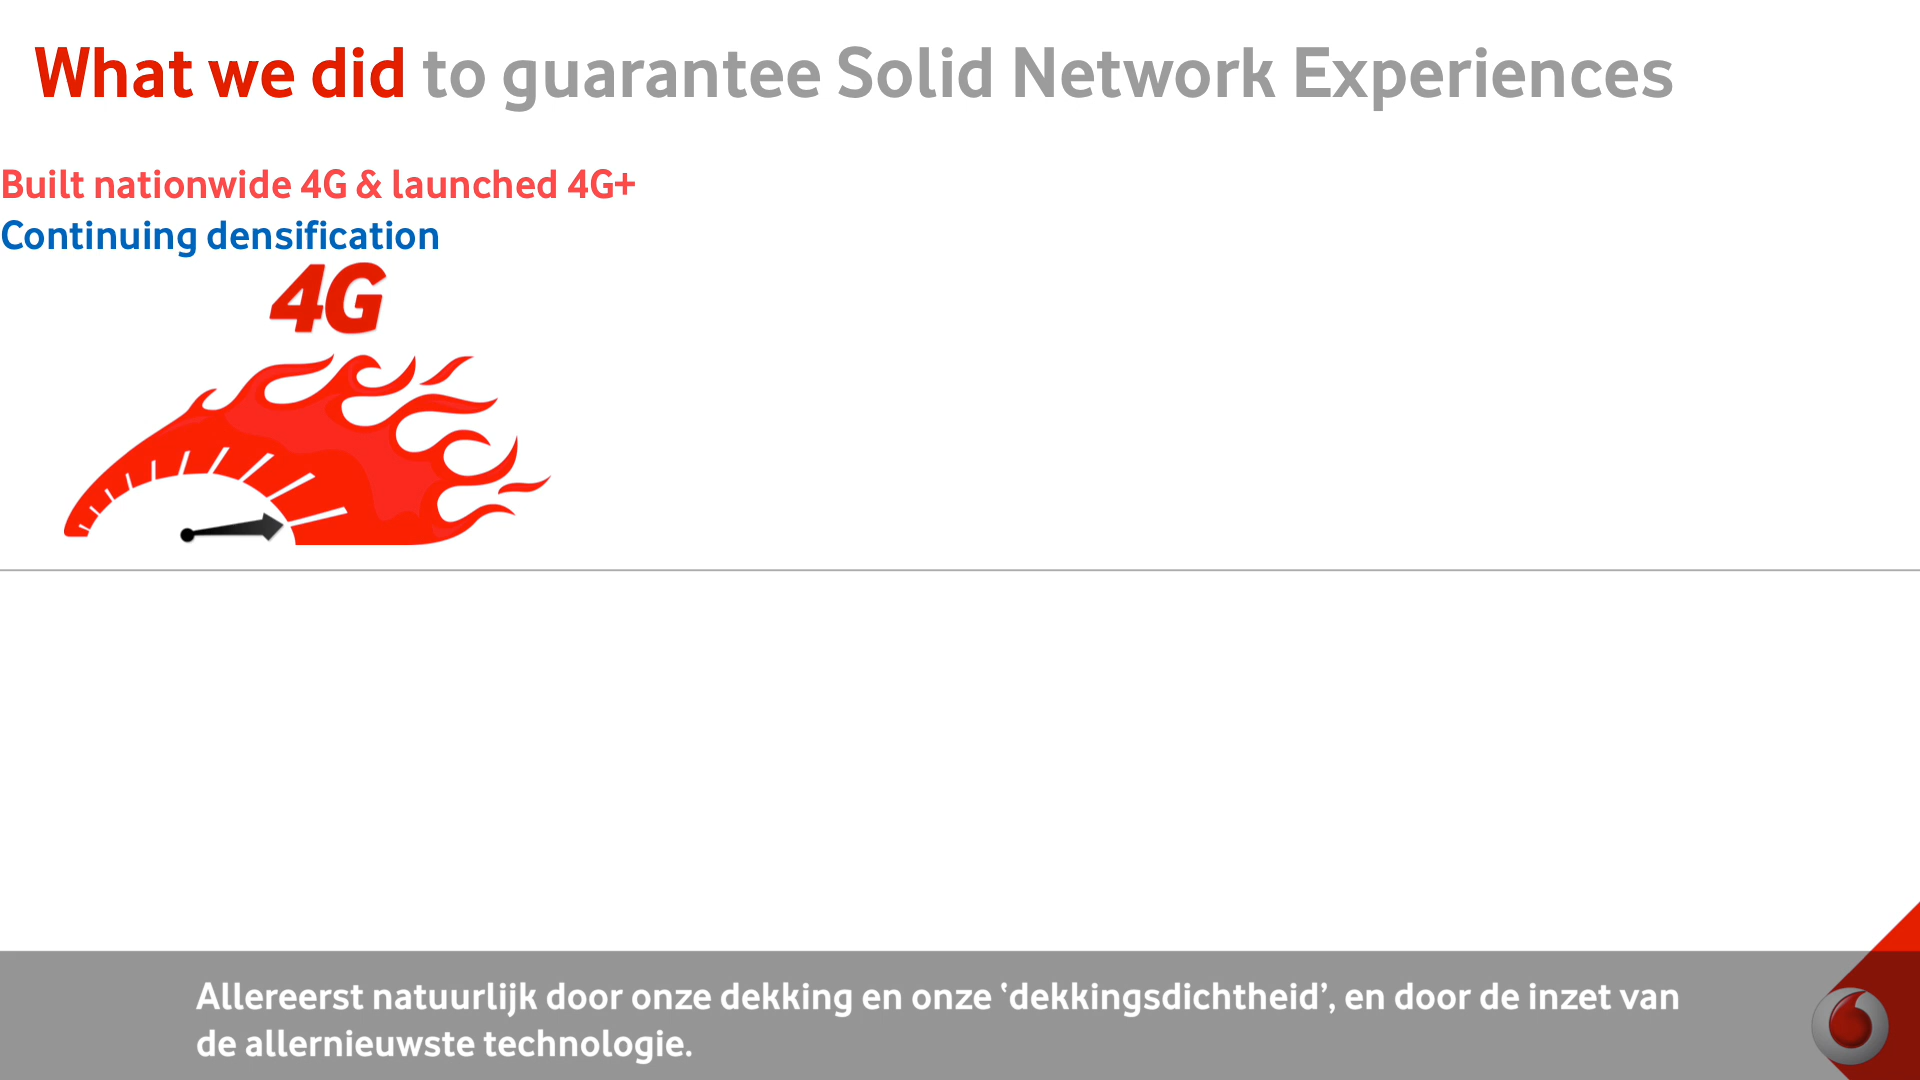 What we did to guarantee Solid Network Experiences
Built nationwide 4G & launched 4G+
Continuing densification
4G
Allereerst natuurlijk door onze dekking en onze ‘dekkingsdichtheid’, en door de inzet van
de allernieuwste technologie.